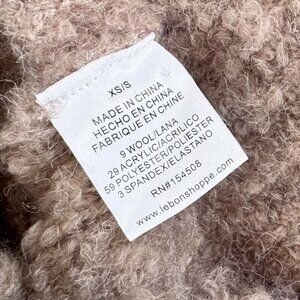 XS/S
MADE IN CHINA
HECHO EN CHINA
FABRIQUE EN CHINE
9 WOOL/LANA
29 ACRYLIC/ACRILICO
59 POLYESTER/POLIESTER
3 SPANDEX/ELASTANO
RN#154508
www.lebonshoppe.com